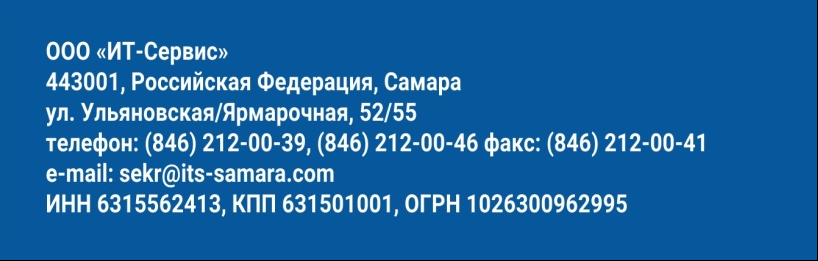 ООО «ИТ-Сервис»
443001, Российская Федерация, Самара
ул. Ульяновская/Ярмарочная, 52/55
телефон: (846) 212-00-39, (846) 212-00-46 факс: (846) 212-00-41
e-mail: sekr@its-samara.com
ИНН 6315562413, КПП 631501001, ОГРН 1026300962995